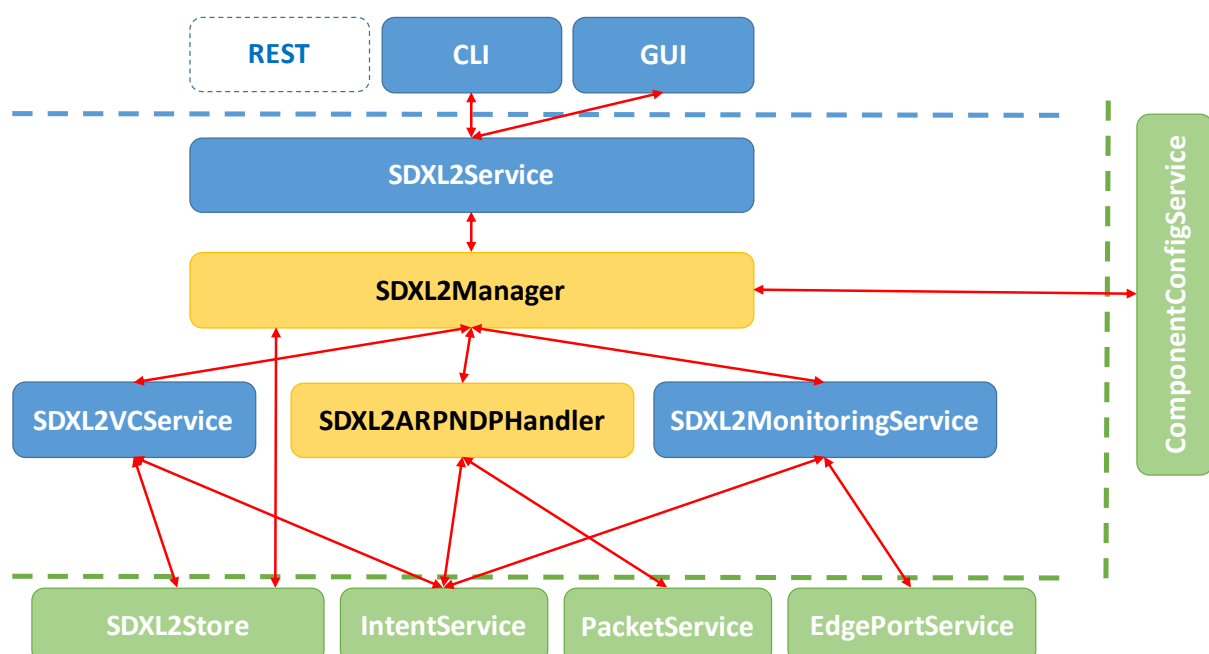 REST
CLI
GUI
SDXL2Service
ComponentConfigService
SDXL2Manager
SDXL2VCService
SDXL2ARPNDPHandler
SDXL2MonitoringService
SDXL2Store
IntentService
PacketService
EdgePortService